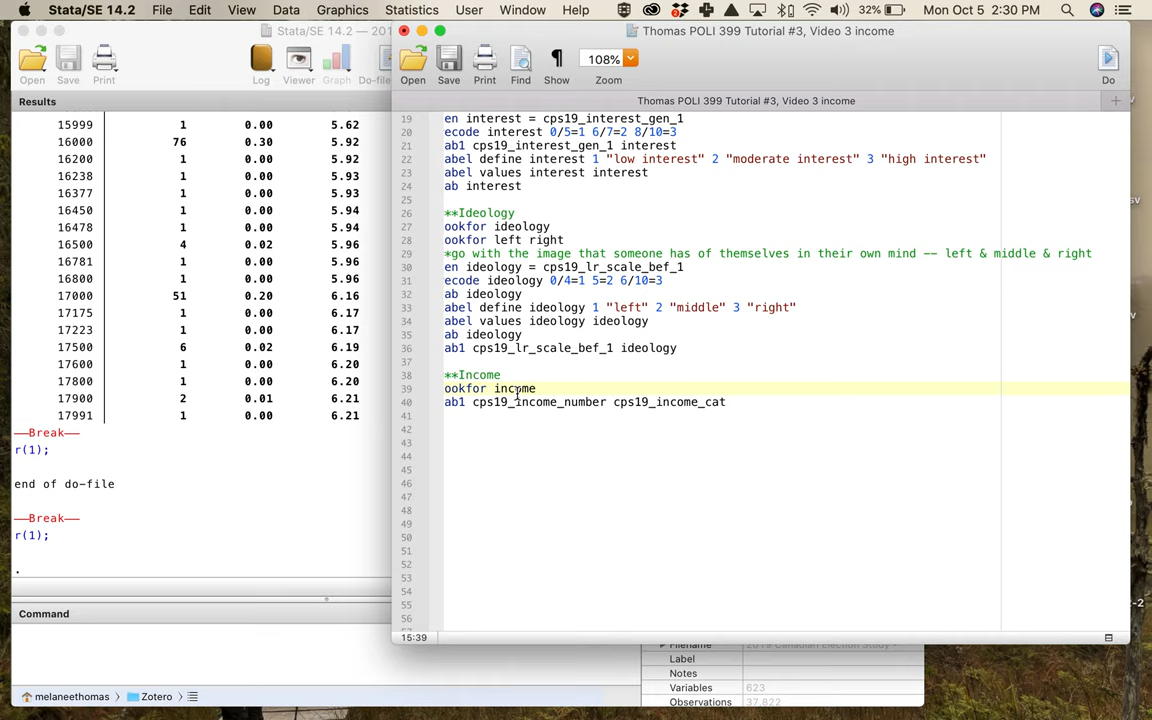 Stata/SE 14.2 File Edit View Data Graphics Statistics User Window Help 32% Mon Oct 5 2:30 PM
Stata/SE 14.2 — 201
Open Save Print Log Viewer Graph Do-file
Results
15999 1 0.00 5.62
16000 76 0.30 5.92
16200 1 0.00 5.92
16238 1 0.00 5.93
16377 1 0.00 5.93
16450 1 0.00 5.94
16478 1 0.00 5.94
16500 4 0.02 5.96
16781 1 0.00 5.96
16800 1 0.00 5.96
17000 51 0.20 6.16
17175 1 0.00 6.17
17223 1 0.00 6.17
17500 6 0.02 6.19
17600 1 0.00 6.20
17800 1 0.00 6.20
17900 2 0.01 6.21
17991 1 0.00 6.21
—Break—
r(1);
end of do-file
—Break—
r(1);
.
Command
melaneethomas Zotero
Thomas POLI 399 Tutorial #3, Video 3 income
Open Save Print Find Show 108% Zoom Do
Thomas POLI 399 Tutorial #3, Video 3 income
19 en interest = cps19_interest_gen_1
20 ecode interest 0/5=1 6/7=2 8/10=3
21 ab1 cps19_interest_gen_1 interest
22 abel define interest 1 "low interest" 2 "moderate interest" 3 "high interest"
23 abel values interest interest
24 ab interest
25
26 **Ideology
27 ookfor ideology
28 ookfor left right
29 *go with the image that someone has of themselves in their own mind -- left & middle & right
30 en ideology = cps19_lr_scale_bef_1
31 ecode ideology 0/4=1 5=2 6/10=3
32 ab ideology
33 abel define ideology 1 "left" 2 "middle" 3 "right"
34 abel values ideology ideology
35 ab ideology
36 ab1 cps19_lr_scale_bef_1 ideology
37
38 **Income
39 ookfor income
40 ab1 cps19_income_number cps19_income_cat
41
42
43
44
45
46
47
48
49
50
51
52
53
54
55
56
15:39
Label
Notes
Variables 623
Observations 37,822